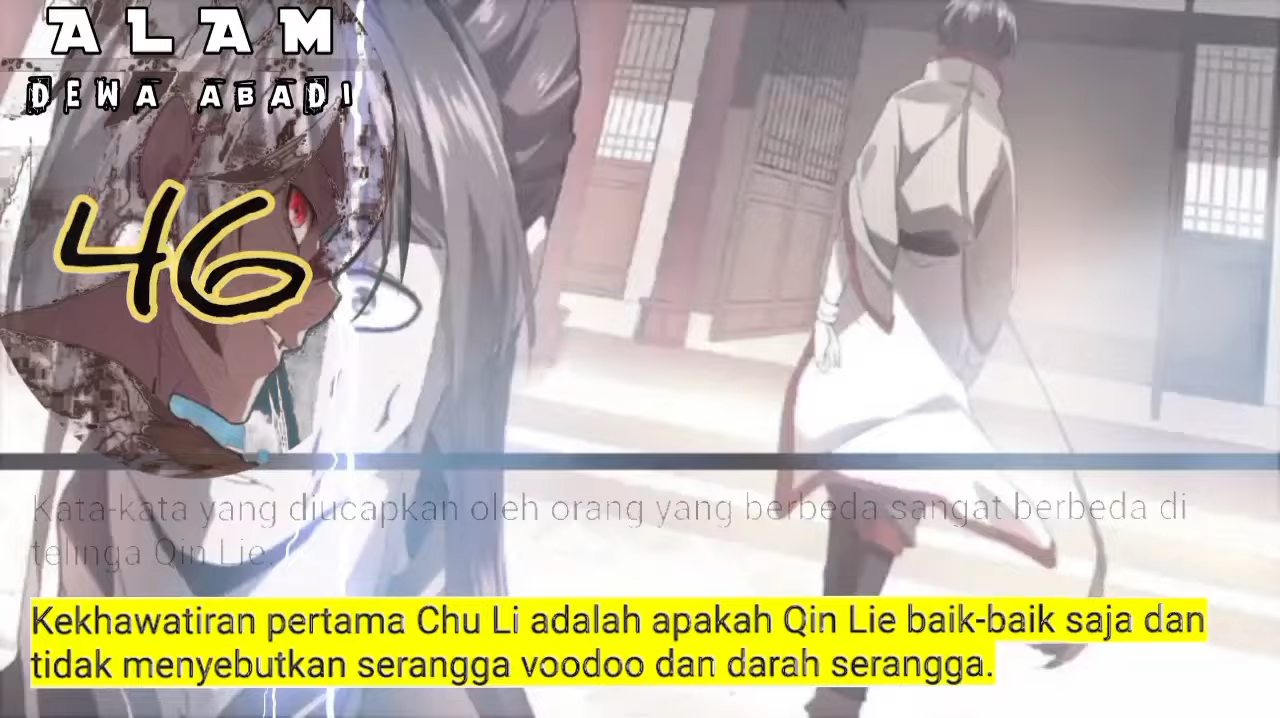 ALAM
DEWA ABADI
46
Kata-kata yang diucapkan oleh orang yang berbeda sangat berbeda di
telinga Qin Lie.
Kekhawatiran pertama Chu Li adalah apakah Qin Lie baik-baik saja dan
tidak menyebutkan serangga voodoo dan darah serangga.